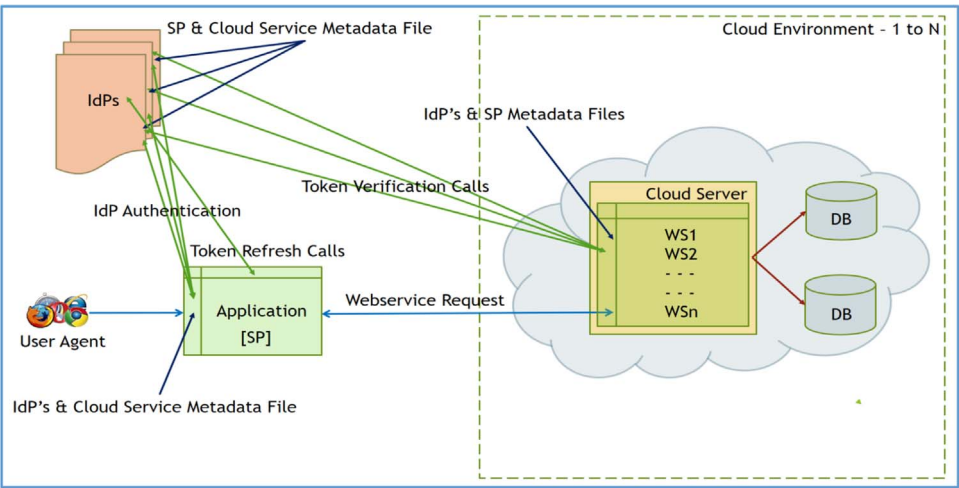 SP & Cloud Service Metadata File
Cloud Environment - 1 to N
IdPs
IdP's & SP Metadata Files
Token Verification Calls
Cloud Server
IdP Authentication
WS1
WS2
- - -
- - -
WSn
DB
DB
Token Refresh Calls
Webservice Request
Application
[SP]
User Agent
IdP's & Cloud Service Metadata File